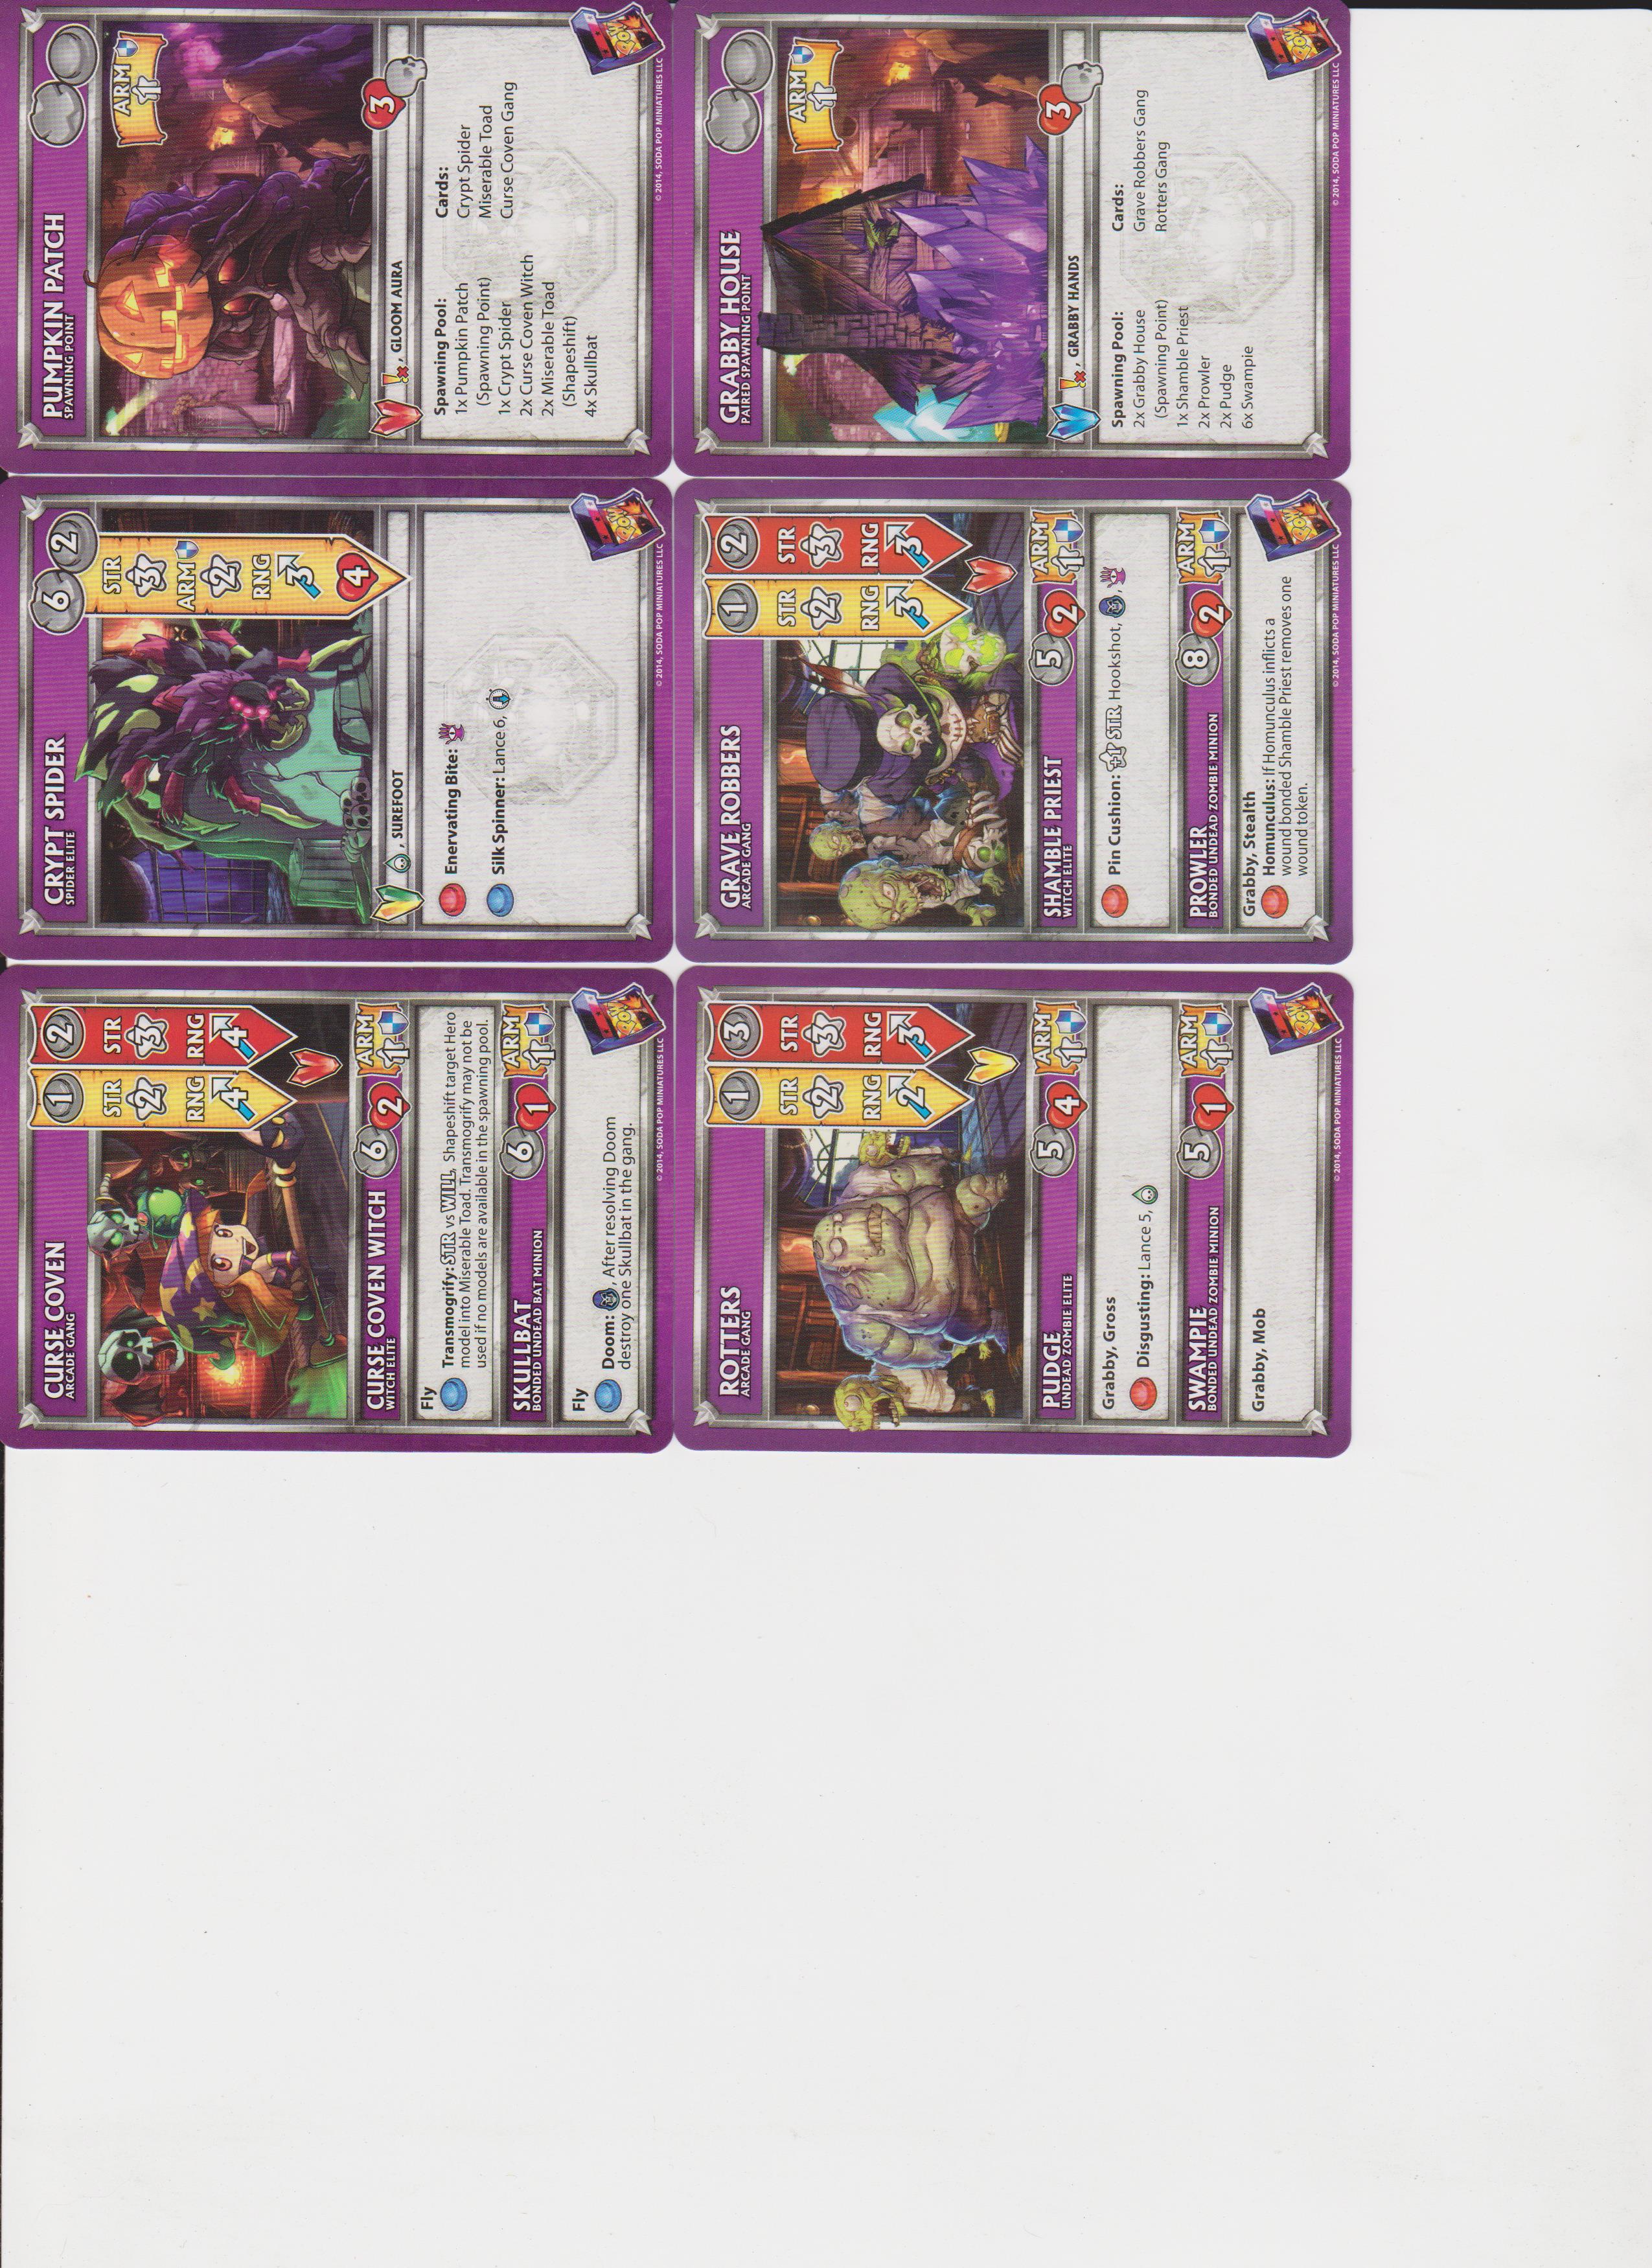 CURSE COVEN
ARCADE GANG
1
2
STR
2
STR
3
RNG
4
RNG
4
CURSE COVEN WITCH
WITCH ELITE
6
2
ARM
1
Fly
Transmogrify: STR vs WILL, Shapeshift target Hero
model into Miserable Toad. Transmogrify may not be
used if no models are available in the spawning pool.
SKULLBAT
BONDED UNDEAD BAT MINION
6
1
ARM
1
Fly
Doom: , After resolving Doom
destroy one Skullbat in the gang.
© 2014, SODA POP MINIATURES LLC
CRYPT SPIDER
SPIDER ELITE
6
2
STR
3
ARM
2
RNG
3
4
, SUREFOOT
Enervating Bite:
Silk Spinner: Lance 6,
© 2014, SODA POP MINIATURES LLC
PUMPKIN PATCH
SPAWNING POINT
ARM
1
3
, GLOOM AURA
Spawning Pool:
1x Pumpkin Patch
(Spawning Point)
1x Crypt Spider
2x Curse Coven Witch
2x Miserable Toad
(Shapeshift)
4x Skullbat
Cards:
Crypt Spider
Miserable Toad
Curse Coven Gang
© 2014, SODA POP MINIATURES LLC
ROTTERS
ARCADE GANG
1
3
STR
2
STR
3
RNG
2
RNG
3
PUDGE
UNDEAD ZOMBIE ELITE
5
4
ARM
1
Grabby, Gross
Disgusting: Lance 5,
SWAMPIE
BONDED UNDEAD ZOMBIE MINION
5
1
ARM
1
Grabby, Mob
© 2014, SODA POP MINIATURES LLC
GRAVE ROBBERS
ARCADE GANG
1
2
STR
2
STR
3
RNG
3
RNG
3
SHAMBLE PRIEST
WITCH ELITE
5
2
ARM
1
Pin Cushion: +1 STR, Hookshot, ,
PROWLER
BONDED UNDEAD ZOMBIE MINION
8
2
ARM
1
Grabby, Stealth
Homunculus: If Homunculus inflicts a
wound bonded Shamble Priest removes one
wound token.
© 2014, SODA POP MINIATURES LLC
GRABBY HOUSE
PAIRED SPAWNING POINT
ARM
1
3
, GRABBY HANDS
Spawning Pool:
2x Grabby House
(Spawning Point)
1x Shamble Priest
2x Prowler
2x Pudge
6x Swampie
Cards:
Grave Robbers Gang
Rotters Gang
© 2014, SODA POP MINIATURES LLC